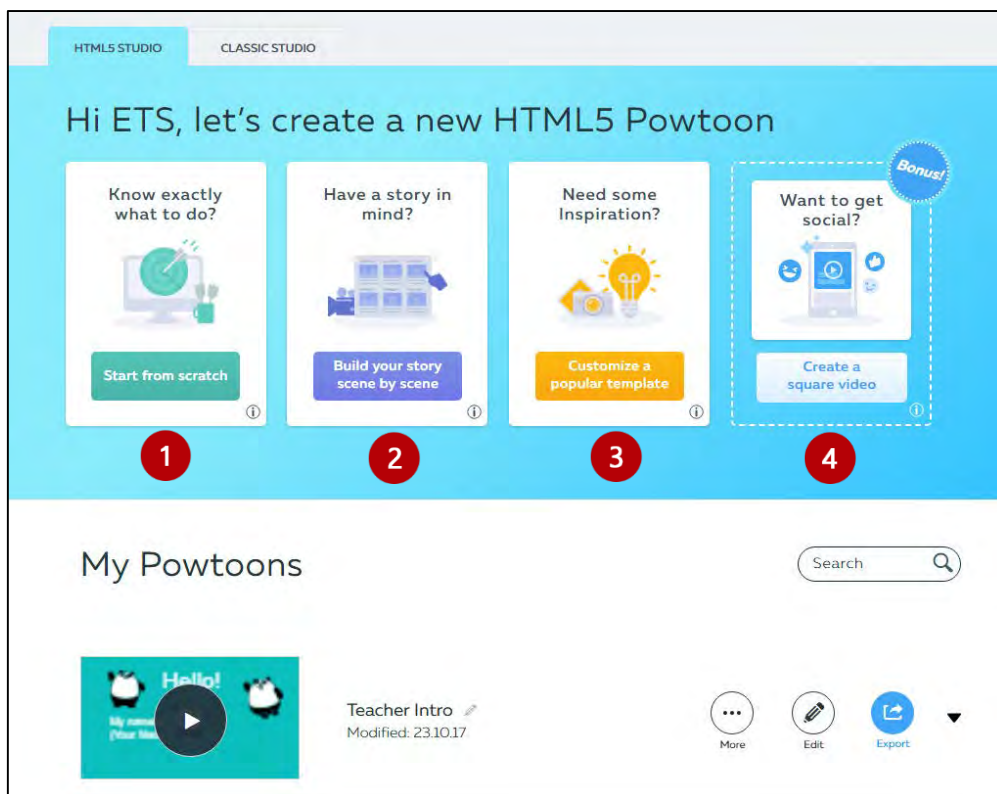 HTML5 STUDIO
CLASSIC STUDIO
Hi ETS, let's create a new HTML5 Powtoon
Know exactly
what to do?
Start from scratch
Have a story in
mind?
Build your story
scene by scene
Need some
Inspiration?
Customize a
popular template
Bonus!
Want to get
social?
Create a
square video
1
2
3
4
My Powtoons
Search
Hello!
My name
[Your
Teacher Intro
Modified: 23.10.17
More
Edit
Export